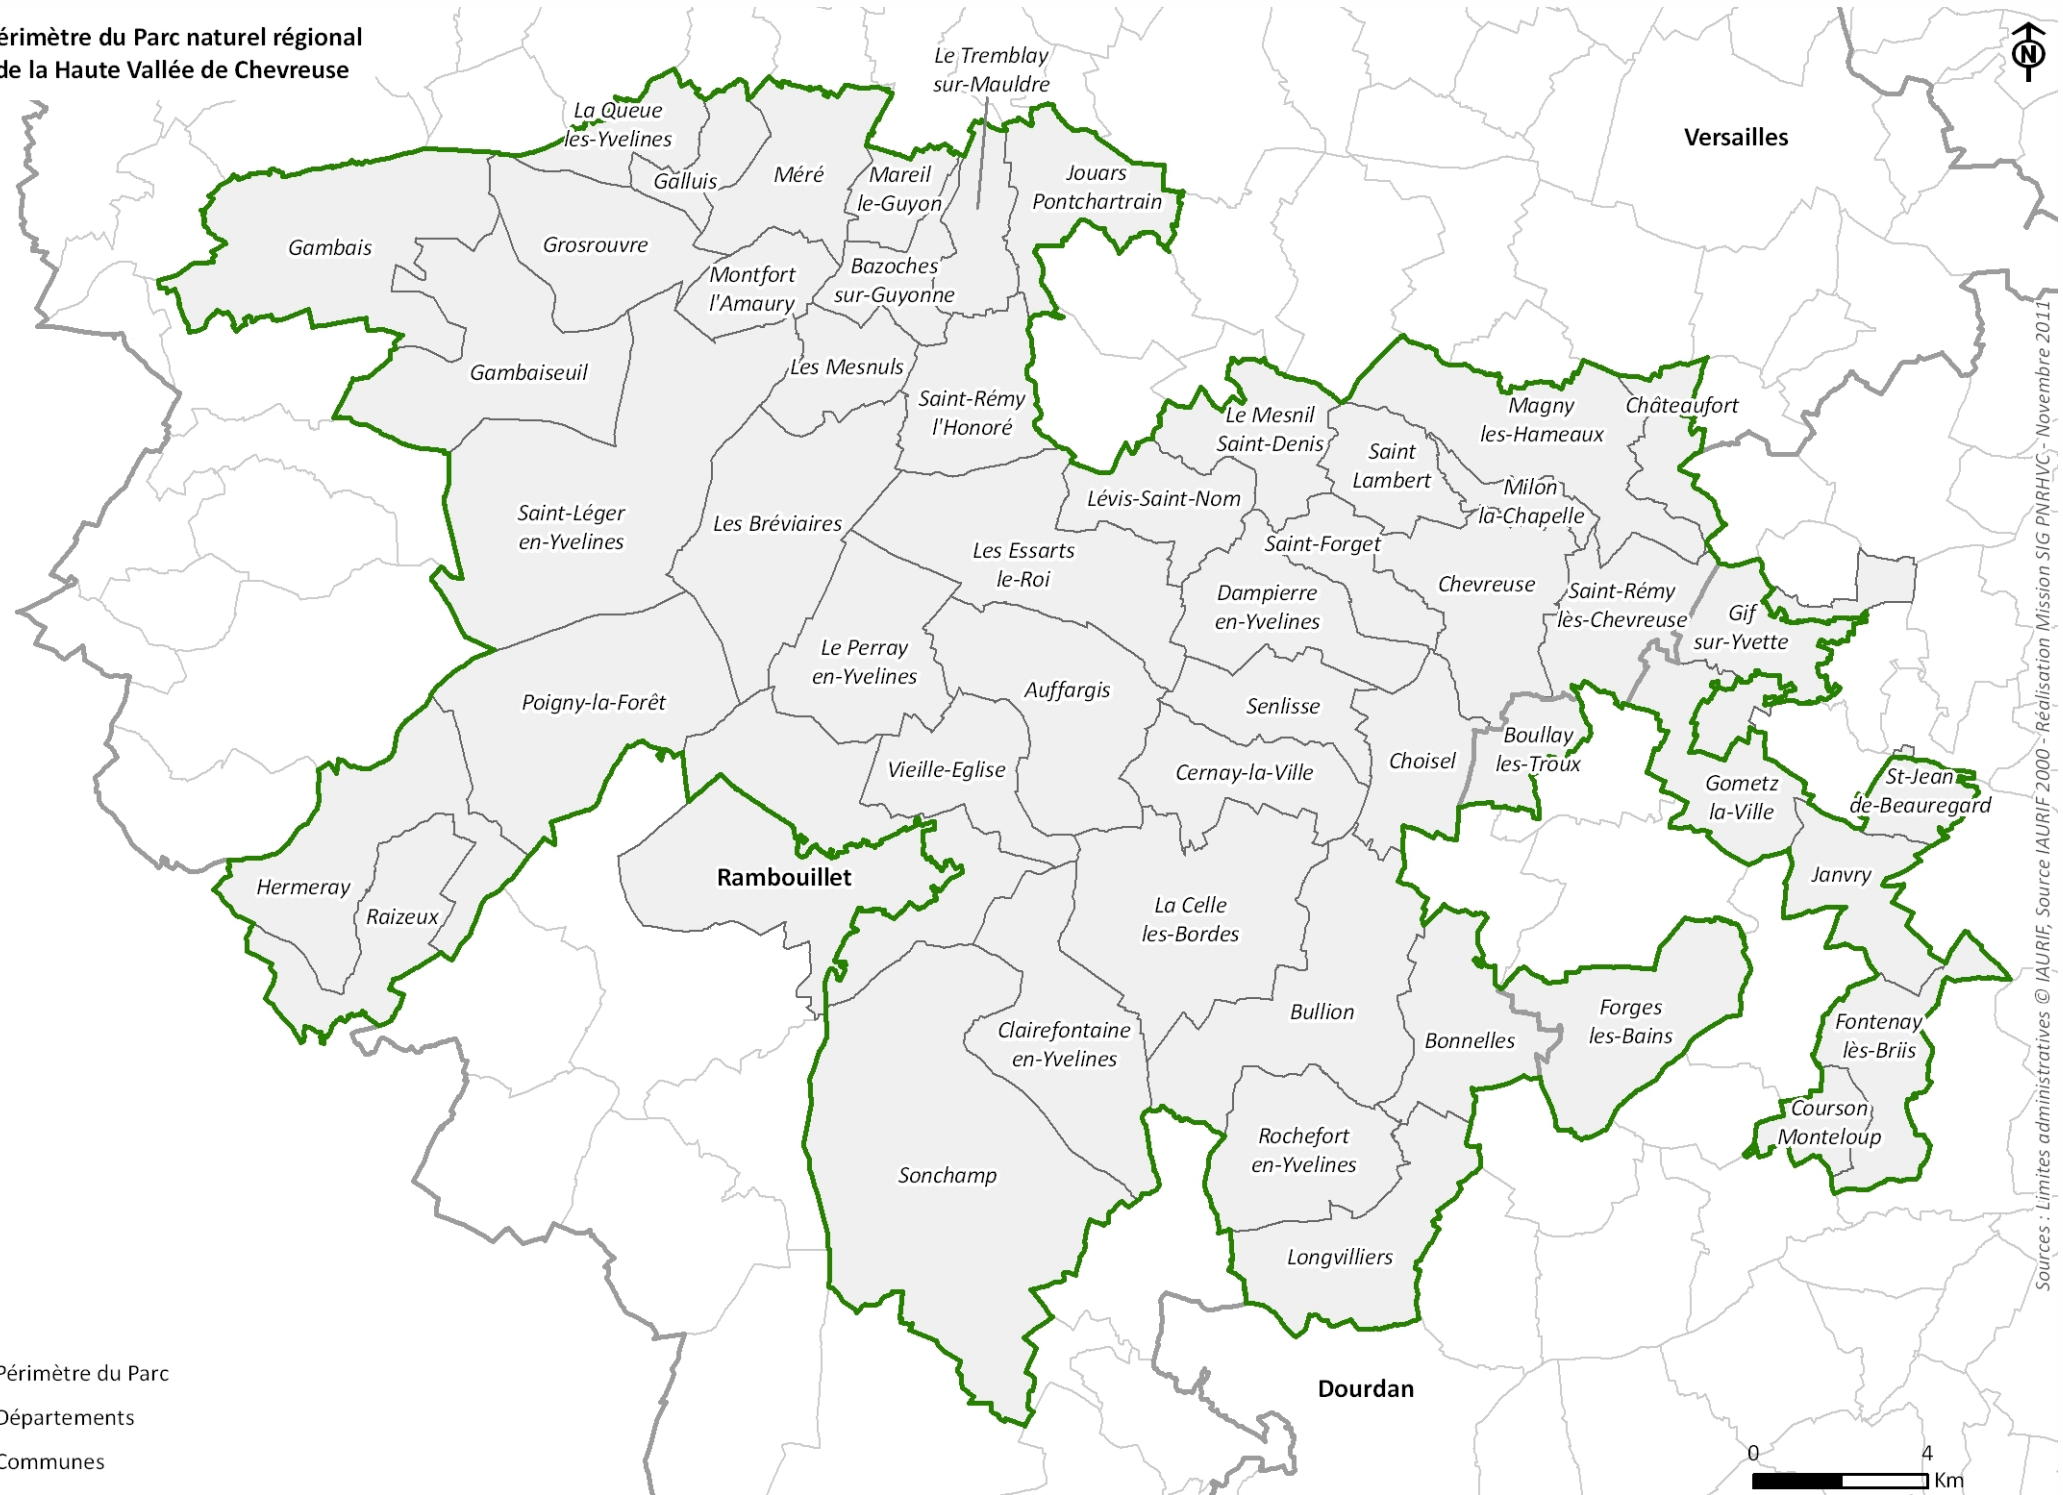 érimètre du Parc naturel régional
de la Haute Vallée de Chevreuse
Le Tremblay
sur-Mauldre
N
La Queue
les-Yvelines
Versailles
Galluis
Méré
Mareil
le-Guyon
Jouars
Pontchartrain
Gambais
Grosrouvre
Montfort
l'Amaury
Bazoches
sur-Guyonne
Gambaiseuil
Les Mesnuls
Saint-Rémy
l'Honoré
Le Mesnil
Saint-Denis
Magny
les-Hameaux
Châteaufort
Saint
Lambert
Lévis-Saint-Nom
Milon
la-Chapelle
Saint-Léger
en-Yvelines
Les Bréviaires
Les Essarts
le-Roi
Saint-Forget
Dampierre
en-Yvelines
Chevreuse
Saint-Rémy
lès-Chevreuse
Gif
sur-Yvette
Le Perray
en-Yvelines
Poigny-la-Forêt
Auffargis
Senlisse
Choisel
Boullay
les-Troux
Vieille-Eglise
Cernay-la-Ville
Gometz
la-Ville
St-Jean
de-Beauregard
Rambouillet
Hermeray
Raizeux
La Celle
les-Bordes
Janvry
Bullion
Clairefontaine
en-Yvelines
Bonnelles
Forges
les-Bains
Fontenay
lès-Briis
Courson
Monteloup
Sonchamp
Rochefort
en-Yvelines
Longvilliers
Dourdan
Périmètre du Parc
Départements
Communes
0 4
Km
Sources : Limites administratives © IAURIF, Source IAURIF 2000 - Réalisation Mission SIG PNRHVC - Novembre 2011